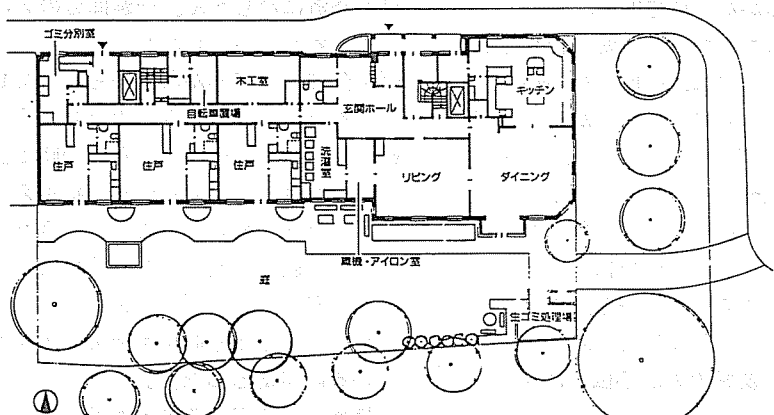 ゴミ分別室
木工室
キッチン
玄関ホール
自転車置場
住戸
住戸
住戸
洗濯室
リビング
ダイニング
織機・アイロン室
庭
生ゴミ処理場